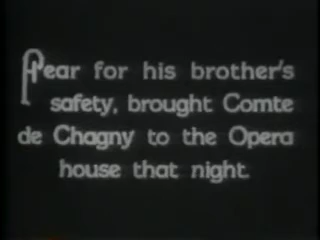 Fear for his brother's
safety, brought Comte
de Chagny to the Opera
house that night.